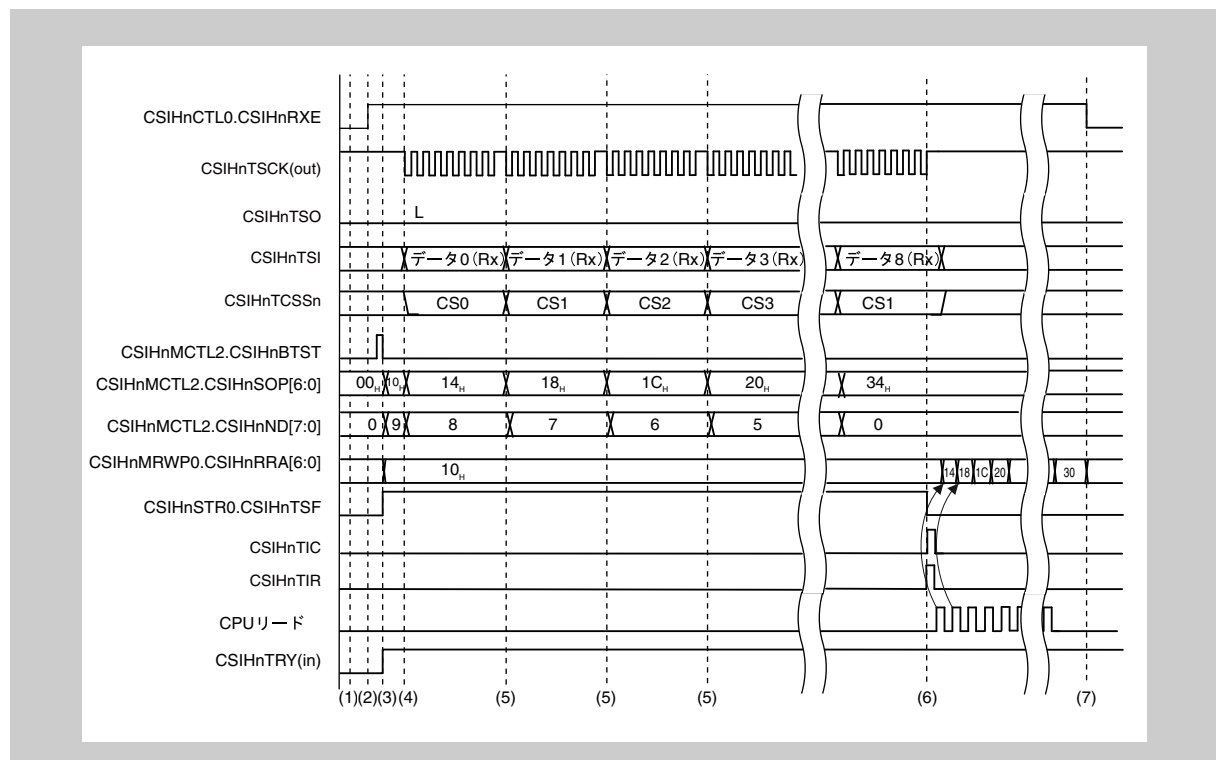 CSIHnCTL0.CSIHnRXE
CSIHnTSCK(out)
CSIHnTSO L
CSIHnTSI データ0(Rx) データ1(Rx) データ2(Rx) データ3(Rx) データ8(Rx)
CSIHnTCSSn CS0 CS1 CS2 CS3 CS1
CSIHnMCTL2.CSIHnBTST
CSIHnMCTL2.CSIHnSOP[6:0] 00H 10H 14H 18H 1CH 20H 34H
CSIHnMCTL2.CSIHnND[7:0] 0 9 8 7 6 5 0
CSIHnMRWP0.CSIHnRRA[6:0] 10H 14 18 1C 20 30
CSIHnSTR0.CSIHnTSF
CSIHnTIC
CSIHnTIR
CPUリード
CSIHnTRY(in)
(1)(2)(3)(4) (5) (5) (5) (6) (7)